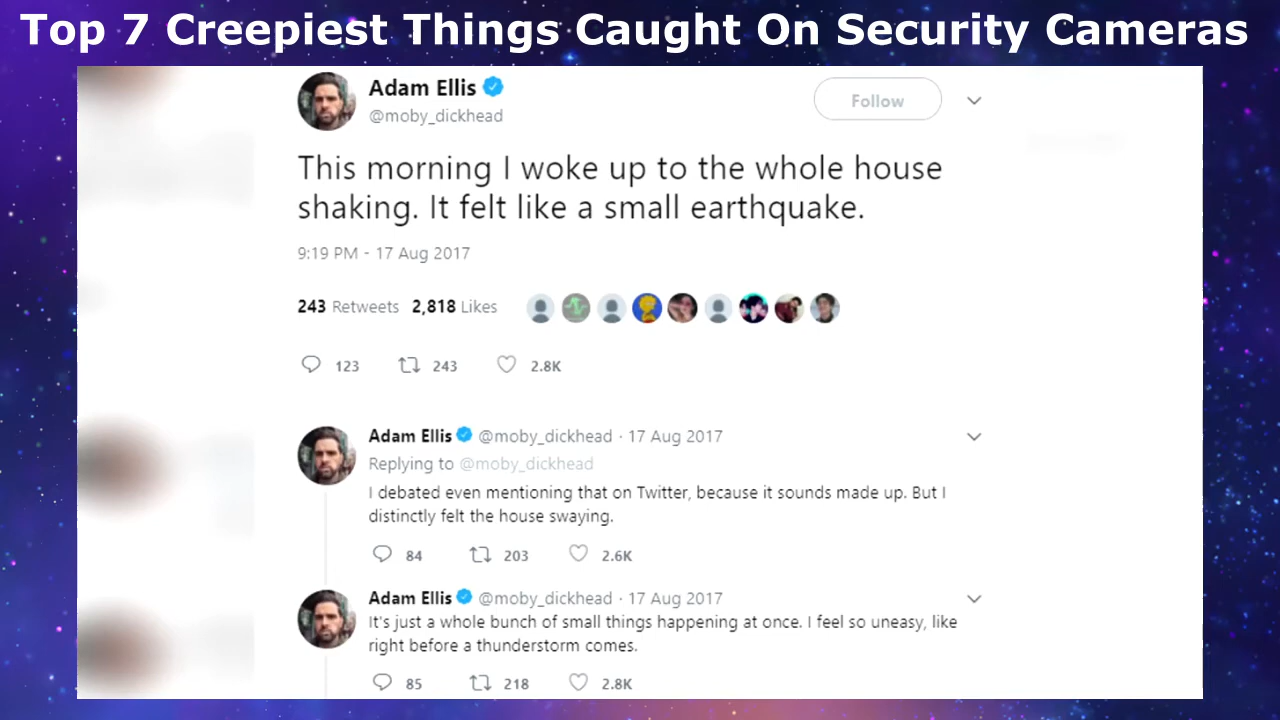 Top 7 Creepiest Things Caught On Security Cameras
Adam Ellis
@moby_dickhead
Follow
This morning I woke up to the whole house
shaking. It felt like a small earthquake.
9:19 PM - 17 Aug 2017
243 Retweets 2,818 Likes
123 243 2.8K
Adam Ellis @moby_dickhead · 17 Aug 2017
Replying to @moby_dickhead
I debated even mentioning that on Twitter, because it sounds made up. But I
distinctly felt the house swaying.
84 203 2.6K
Adam Ellis @moby_dickhead · 17 Aug 2017
It's just a whole bunch of small things happening at once. I feel so uneasy, like
right before a thunderstorm comes.
85 218 2.8K